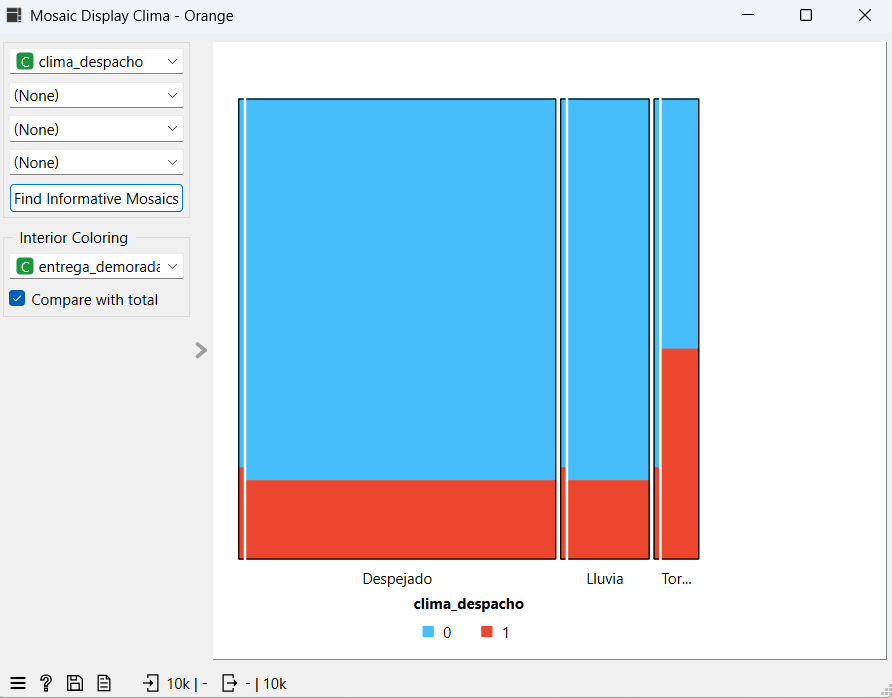 Mosaic Display Clima - Orange
C clima_despacho
(None)
(None)
(None)
Find Informative Mosaics
Interior Coloring
C entrega_demorada
Compare with total
Despejado Lluvia Tor...
clima_despacho
0 1
? 10k | - - | 10k